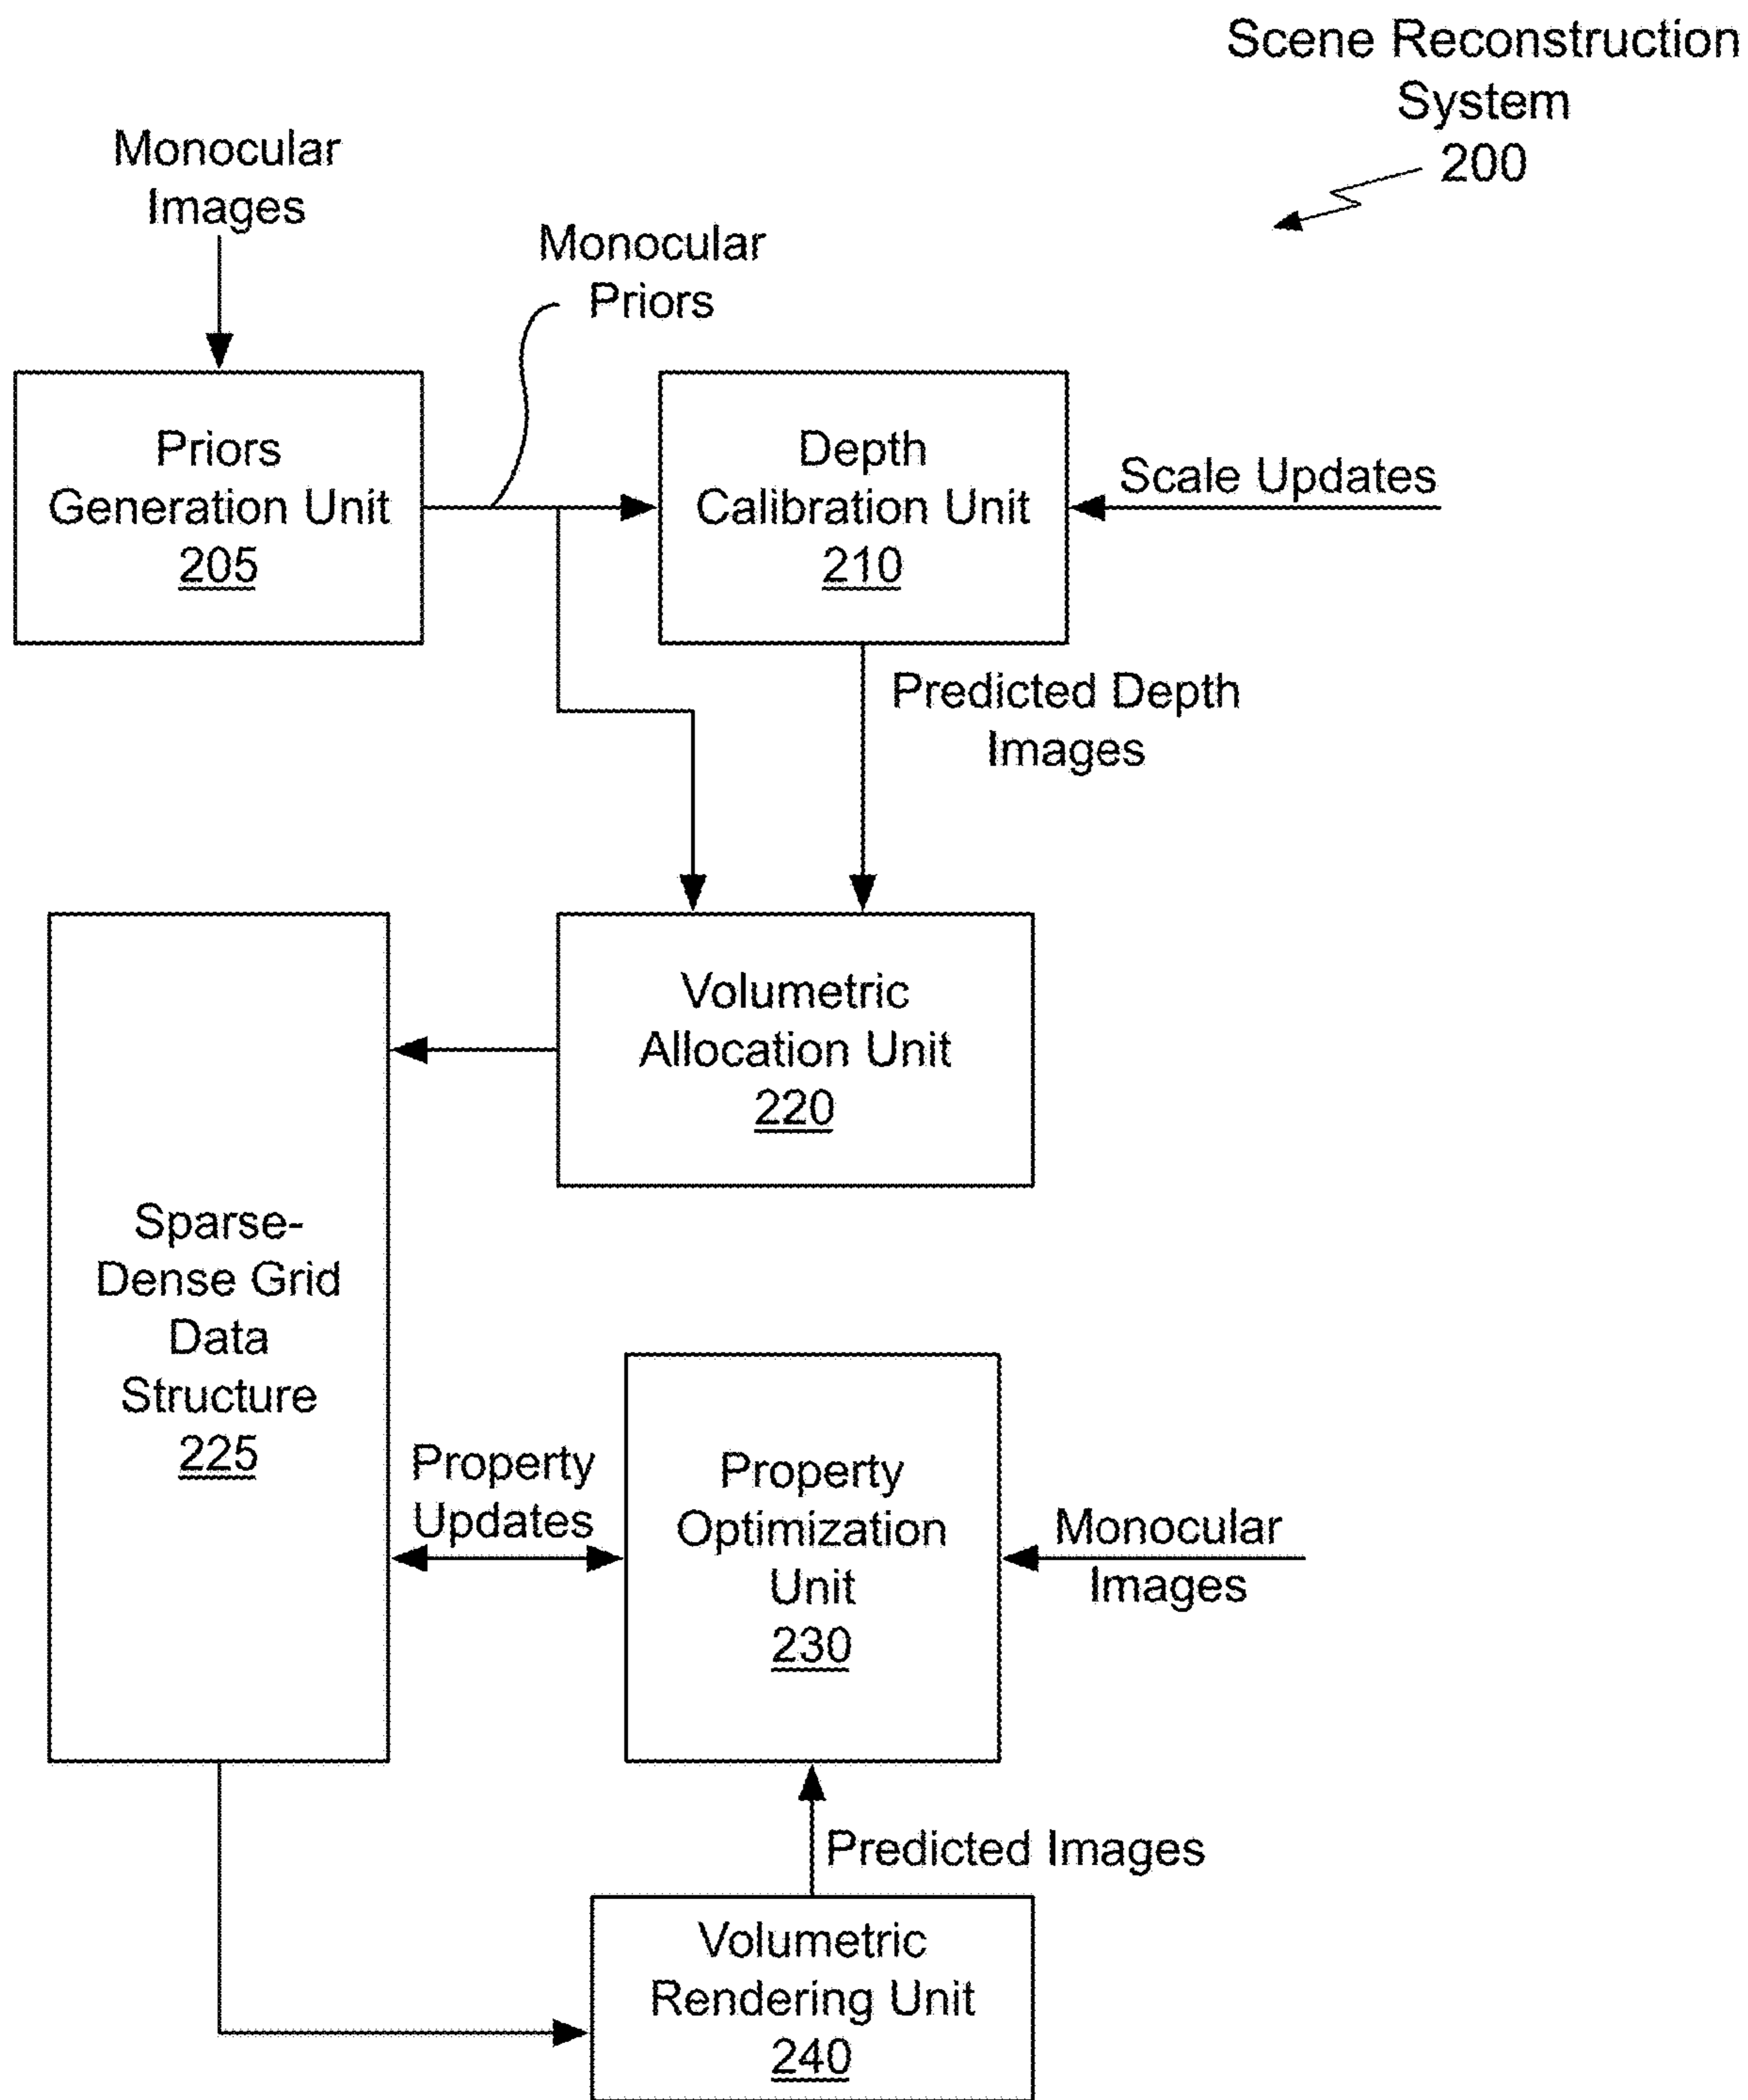 Scene Reconstruction
System
200
Monocular
Images
Monocular
Priors
Priors
Generation Unit
205
Depth
Calibration Unit
210
Scale Updates
Predicted Depth
Images
Volumetric
Allocation Unit
220
Sparse-
Dense Grid
Data
Structure
225
Property
Updates
Property
Optimization
Unit
230
Monocular
Images
Predicted Images
Volumetric
Rendering Unit
240